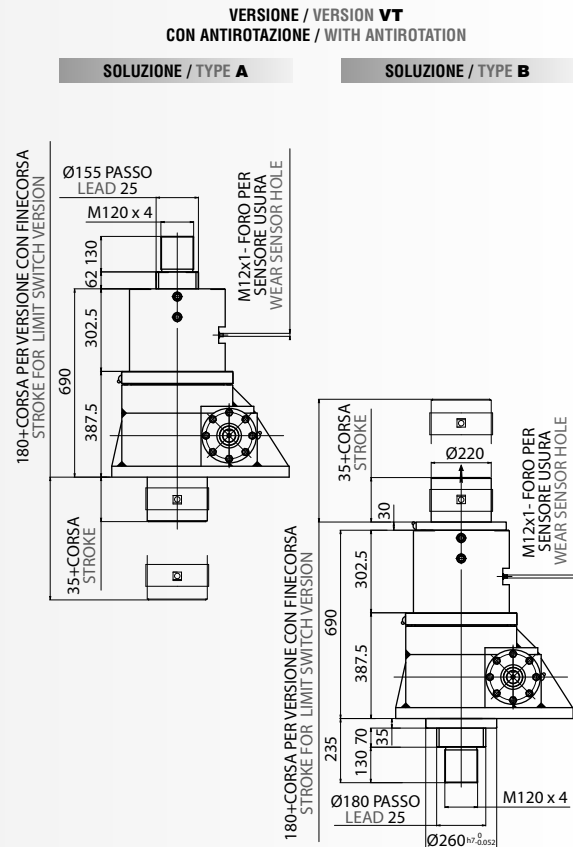 VERSIONE / VERSION VT
CON ANTIROTAZIONE / WITH ANTIROTATION
SOLUZIONE / TYPE A
SOLUZIONE / TYPE B
180+CORSA PER VERSIONE CON FINECORSA
STROKE FOR LIMIT SWITCH VERSION
Ø155 PASSO
LEAD 25
M120 x 4
130
62
302.5
690
387.5
M12x1- FORO PER
SENSORE USURA
WEAR SENSOR HOLE
35+CORSA
STROKE
35+CORSA
STROKE
Ø220
30
M12x1- FORO PER
SENSORE USURA
WEAR SENSOR HOLE
180+CORSA PER VERSIONE CON FINECORSA
STROKE FOR LIMIT SWITCH VERSION
302.5
690
387.5
235
70
35
130
Ø180 PASSO
LEAD 25
M120 x 4
Ø260 h7 0 -0.052